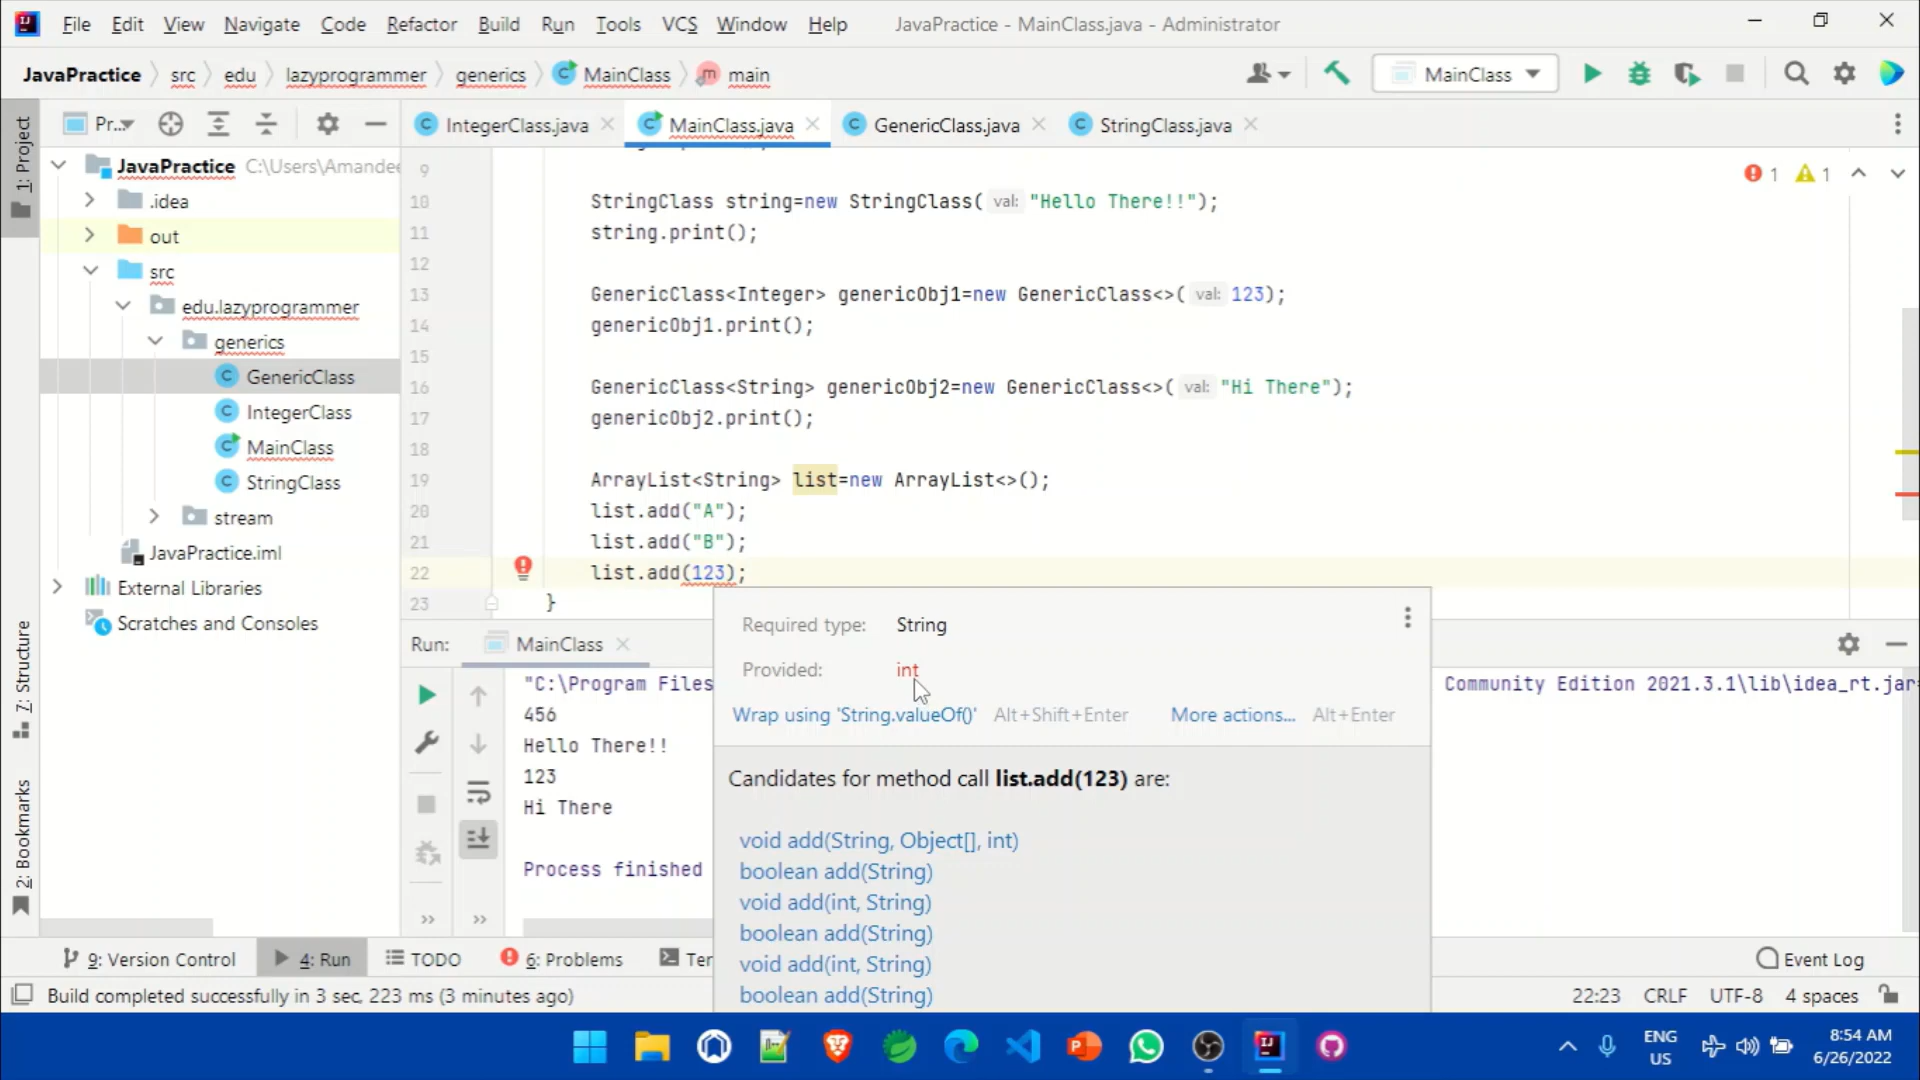 File Edit View Navigate Code Refactor Build Run Tools VCS Window Help JavaPractice - MainClass.java - Administrator
JavaPractice src edu lazyprogrammer generics MainClass main MainClass
Pr... IntegerClass.java MainClass.java GenericClass.java StringClass.java
1: Project
7: Structure
2: Bookmarks
JavaPractice C:\Users\Amandee
.idea
out
src
edu.lazyprogrammer
generics
GenericClass
IntegerClass
MainClass
StringClass
stream
JavaPractice.iml
External Libraries
Scratches and Consoles
1 1
9
10 StringClass string=new StringClass( val: "Hello There!!");
11 string.print();
12
13 GenericClass<Integer> genericObj1=new GenericClass<>( val: 123);
14 genericObj1.print();
15
16 GenericClass<String> genericObj2=new GenericClass<>( val: "Hi There");
17 genericObj2.print();
18
19 ArrayList<String> list=new ArrayList<>();
20 list.add("A");
21 list.add("B");
22 list.add(123);
23 }
Required type: String
Provided: int
Wrap using 'String.valueOf()' Alt+Shift+Enter More actions... Alt+Enter
Candidates for method call list.add(123) are:
void add(String, Object[], int)
boolean add(String)
void add(int, String)
boolean add(String)
void add(int, String)
boolean add(String)
Run: MainClass
"C:\Program Files Community Edition 2021.3.1\lib\idea_rt.jar
456
Hello There!!
123
Hi There
Process finished
9: Version Control 4: Run TODO 6: Problems Ter Event Log
Build completed successfully in 3 sec, 223 ms (3 minutes ago) 22:23 CRLF UTF-8 4 spaces
ENG
US
8:54 AM
6/26/2022